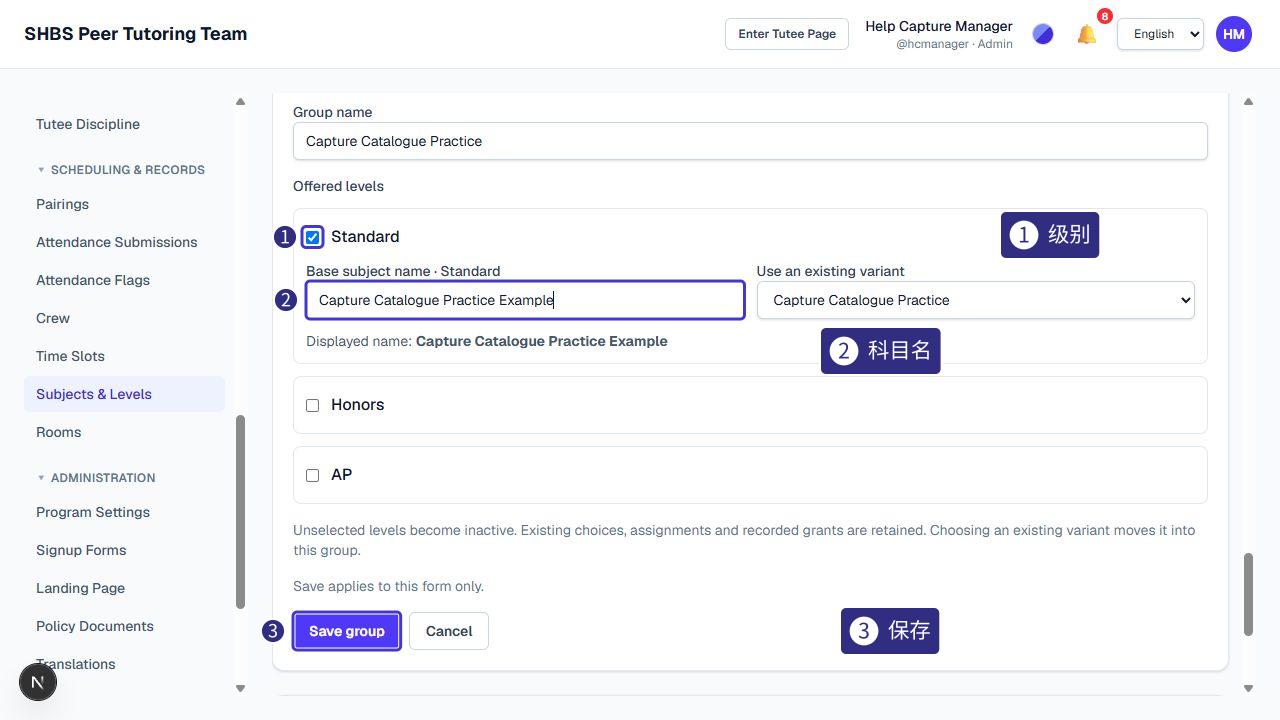 SHBS Peer Tutoring Team
Enter Tutee Page
Help Capture Manager
@hcmanager · Admin
8
English
HM
Tutee Discipline
SCHEDULING & RECORDS
Pairings
Attendance Submissions
Attendance Flags
Crew
Time Slots
Subjects & Levels
Rooms
ADMINISTRATION
Program Settings
Signup Forms
Landing Page
Policy Documents
Translations
N
Group name
Capture Catalogue Practice
Offered levels
1 Standard
1 级别
Base subject name · Standard
Use an existing variant
2 Capture Catalogue Practice Example
Capture Catalogue Practice
Displayed name: Capture Catalogue Practice Example
2 科目名
Honors
AP
Unselected levels become inactive. Existing choices, assignments and recorded grants are retained. Choosing an existing variant moves it into
this group.
Save applies to this form only.
3 Save group
Cancel
3 保存